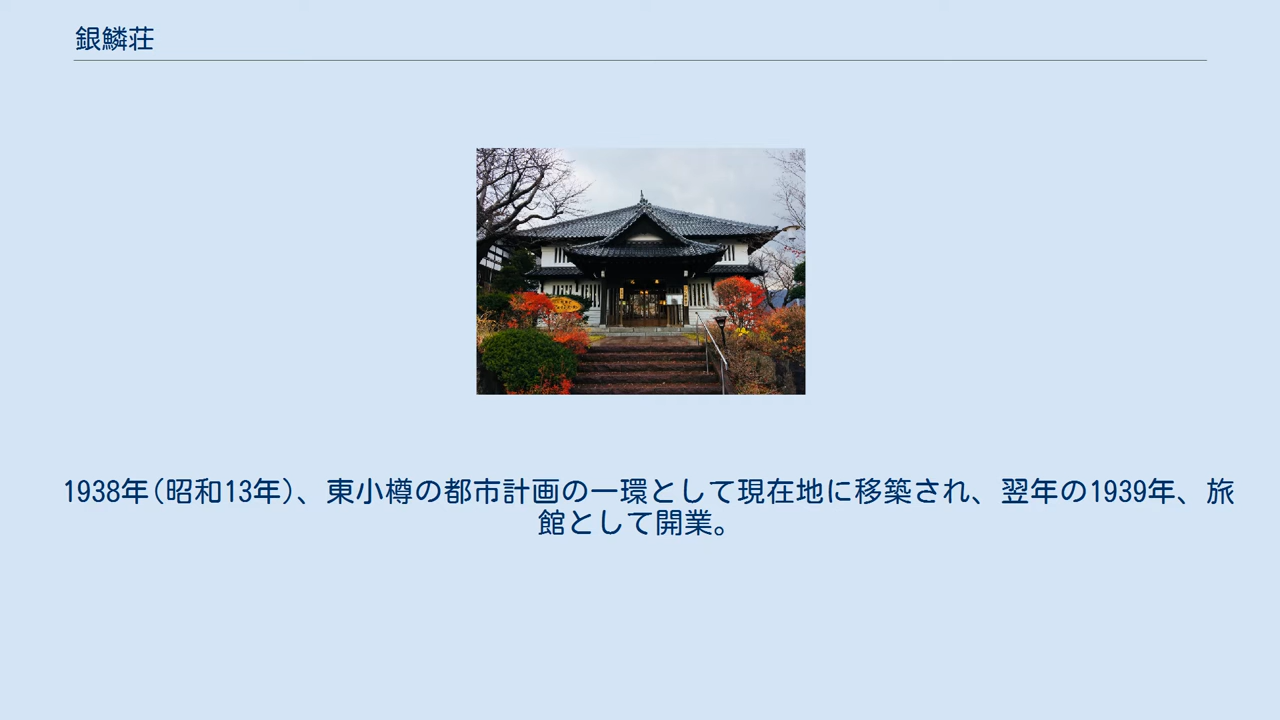 銀鱗荘
1938年(昭和13年)、東小樽の都市計画の一環として現在地に移築され、翌年の1939年、旅
館として開業。